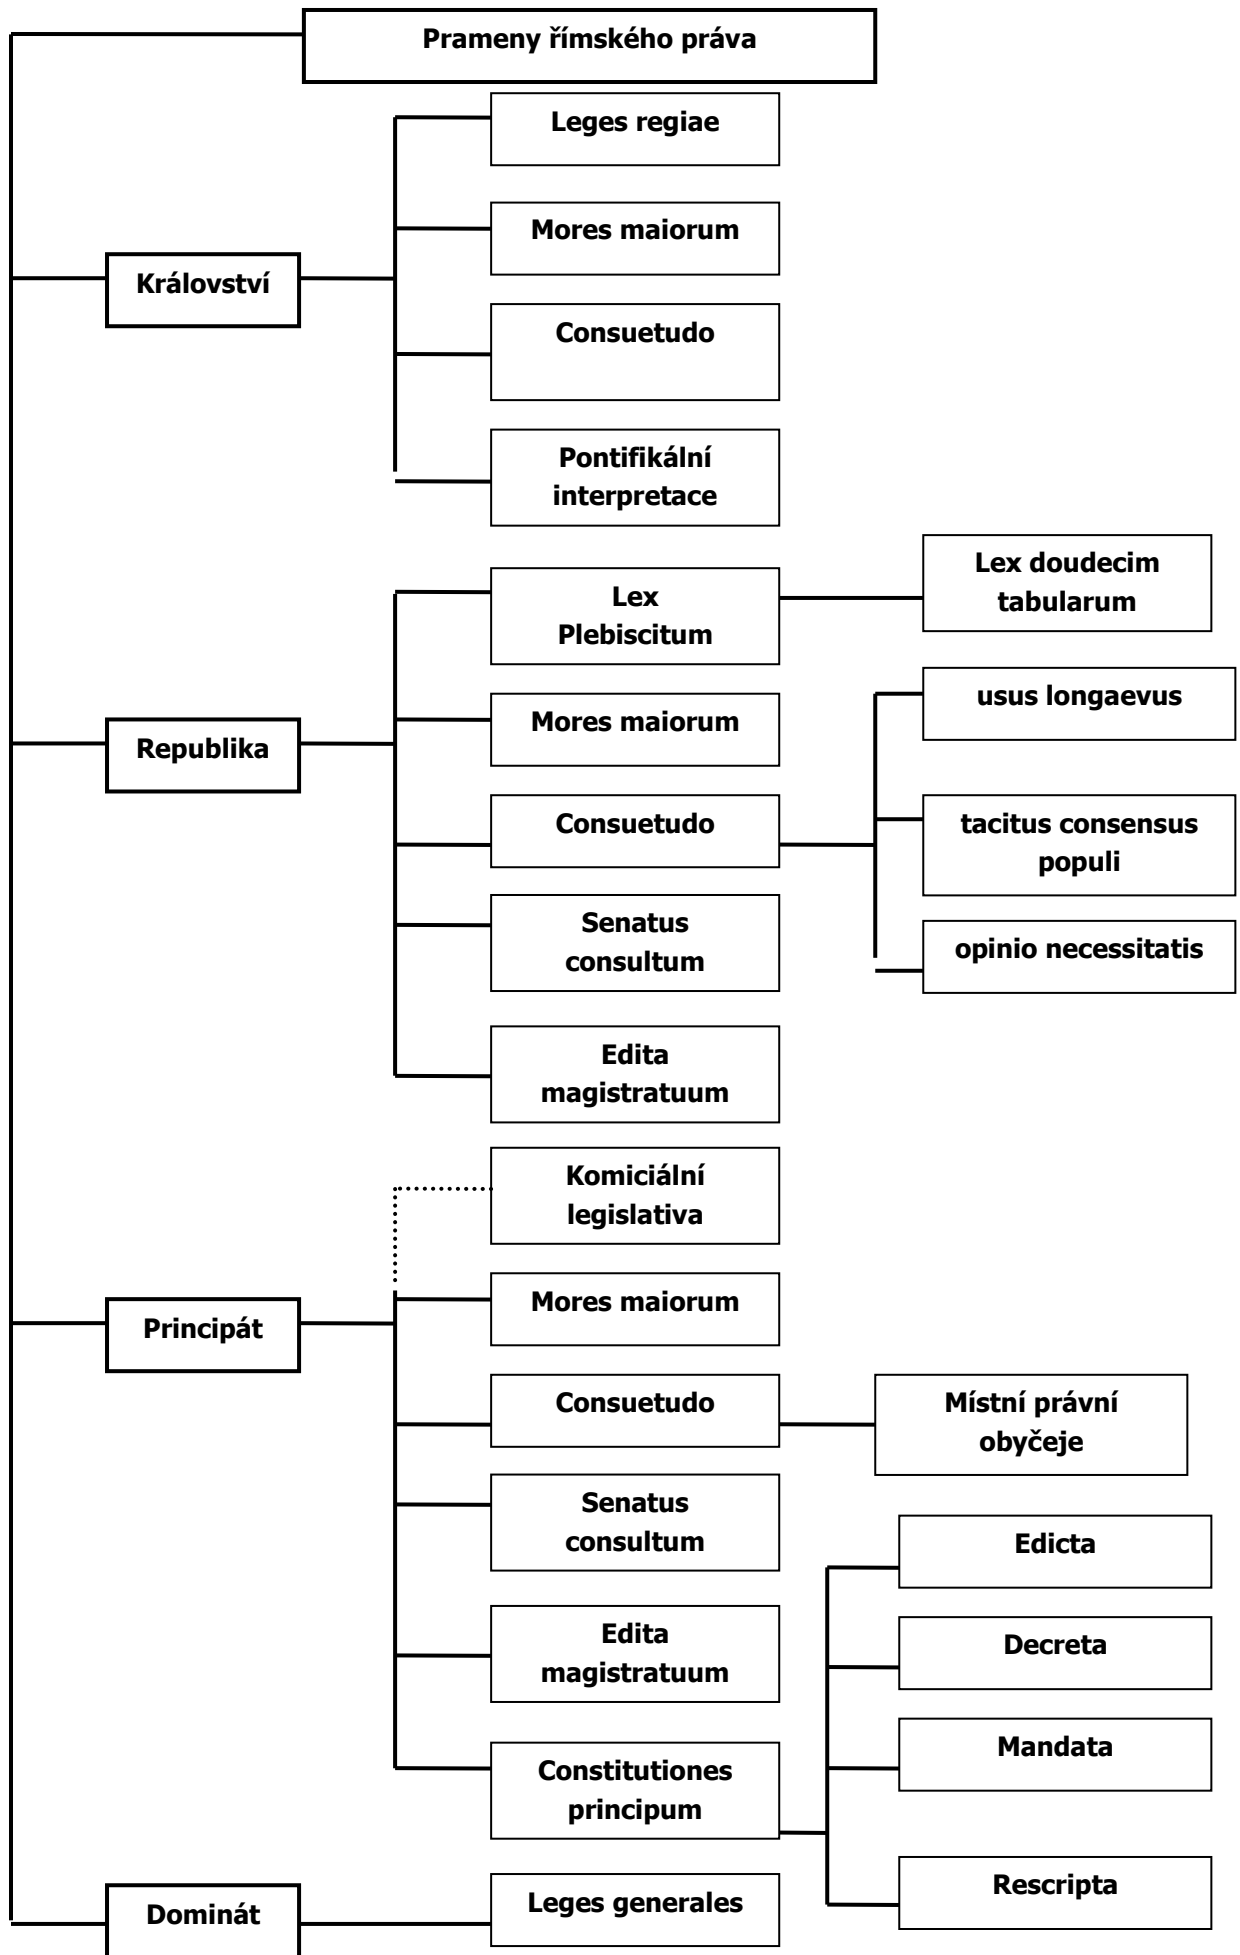 Prameny římského práva
Leges regiae
Mores maiorum
Království
Consuetudo
Pontifikální
interpretace
Lex
Plebiscitum
Lex doudecim
tabularum
Mores maiorum
usus longaevus
Republika
Consuetudo
tacitus consensus
populi
Senatus
consultum
opinio necessitatis
Edita
magistratuum
Komiciální
legislativa
Mores maiorum
Principát
Consuetudo
Místní právní
obyčeje
Senatus
consultum
Edicta
Edita
magistratuum
Decreta
Constitutiones
principum
Mandata
Rescripta
Dominát
Leges generales